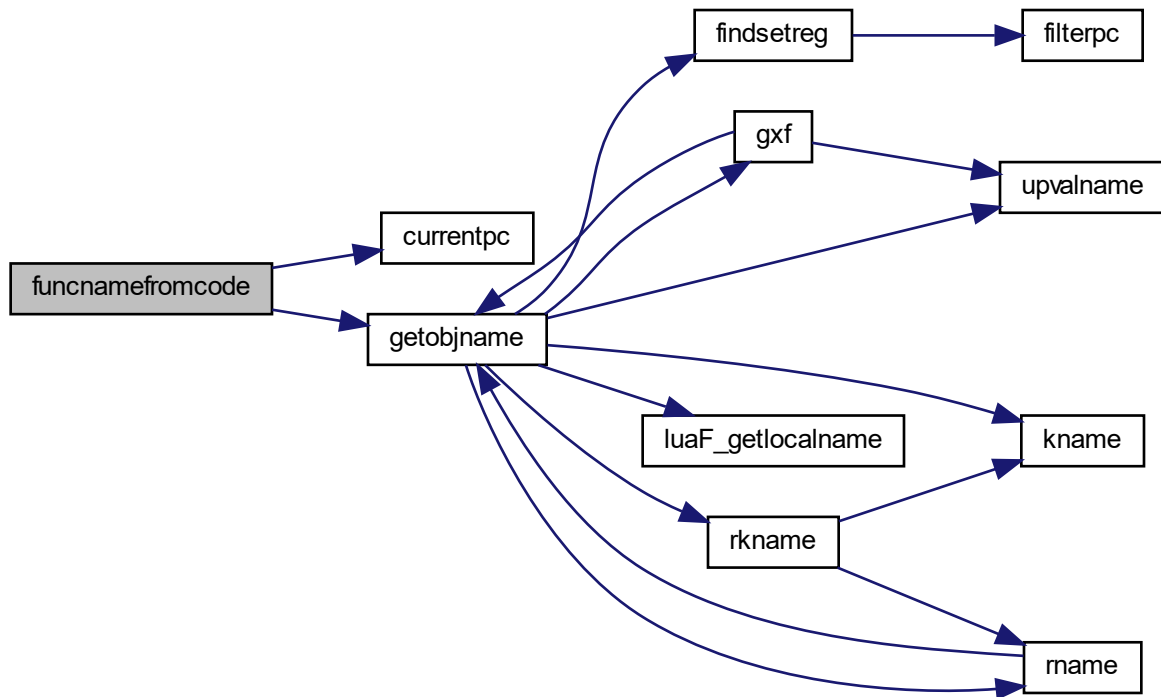 findsetreg
filterpc
gxf
upvalname
currentpc
funcnamefromcode
getobjname
luaF_getlocalname
kname
rkname
rname